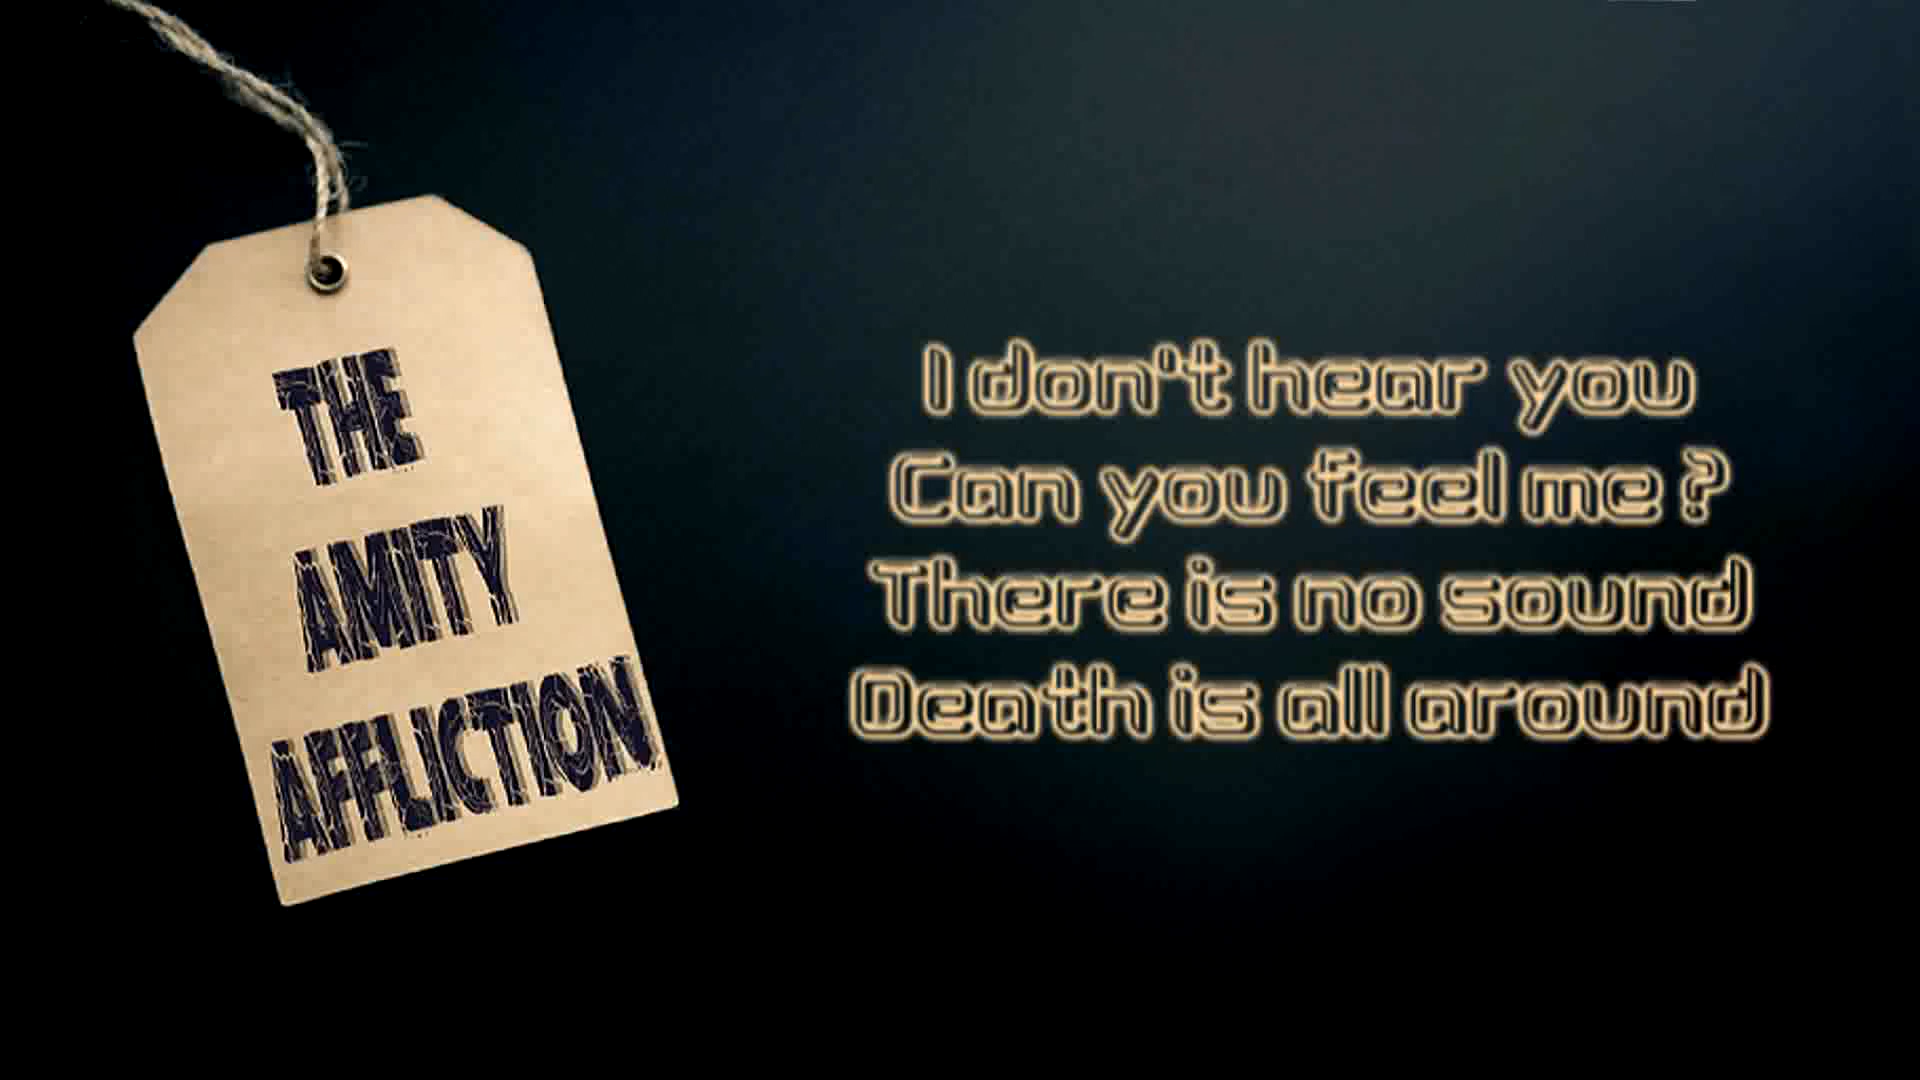 THE
AMITY
AFFLICTION
I don't hear you
Can you feel me ?
There is no sound
Death is all around